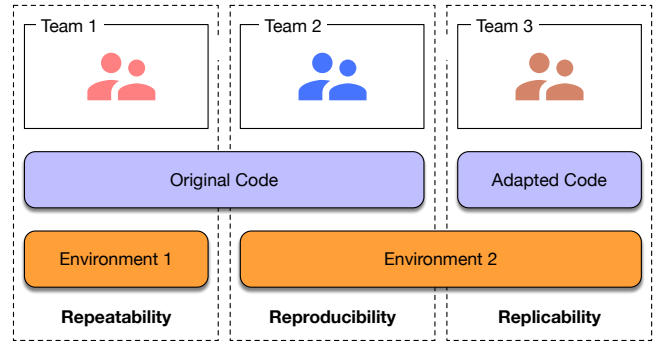 Team 1
Team 2
Team 3
Original Code
Adapted Code
Environment 1
Environment 2
Repeatability
Reproducibility
Replicability